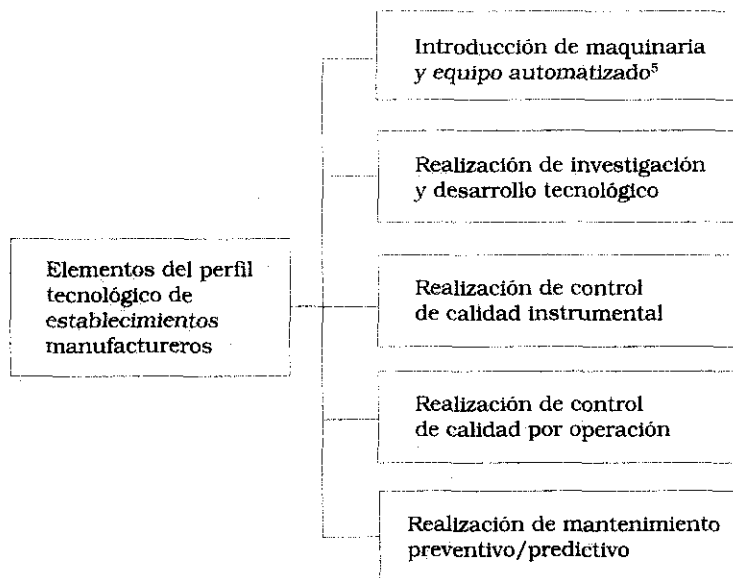 Introducción de maquinaria
y equipo automatizado⁵
Realización de investigación
y desarrollo tecnológico
Elementos del perfil
tecnológico de
establecimientos
manufactureros
Realización de control
de calidad instrumental
Realización de control
de calidad por operación
Realización de mantenimiento
preventivo/predictivo